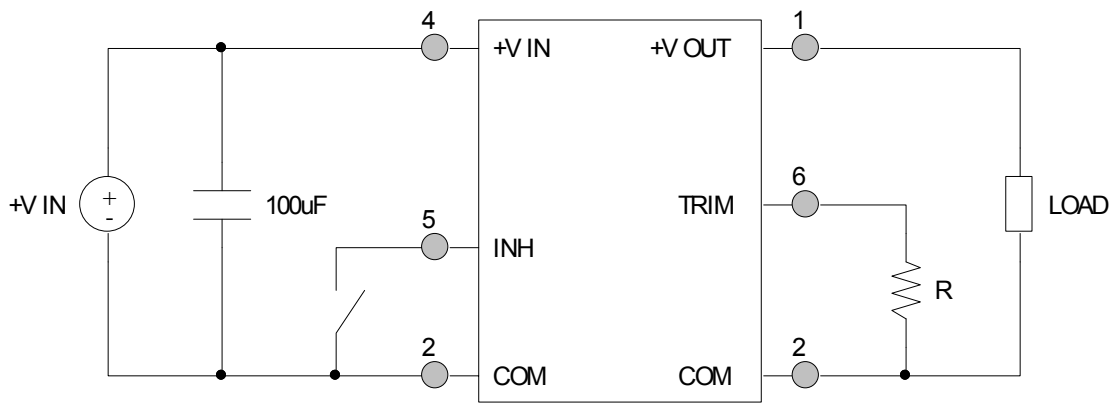 4
1
+V IN
+V OUT
6
+V IN
+
-
100uF
TRIM
LOAD
5
INH
R
2
2
COM
COM